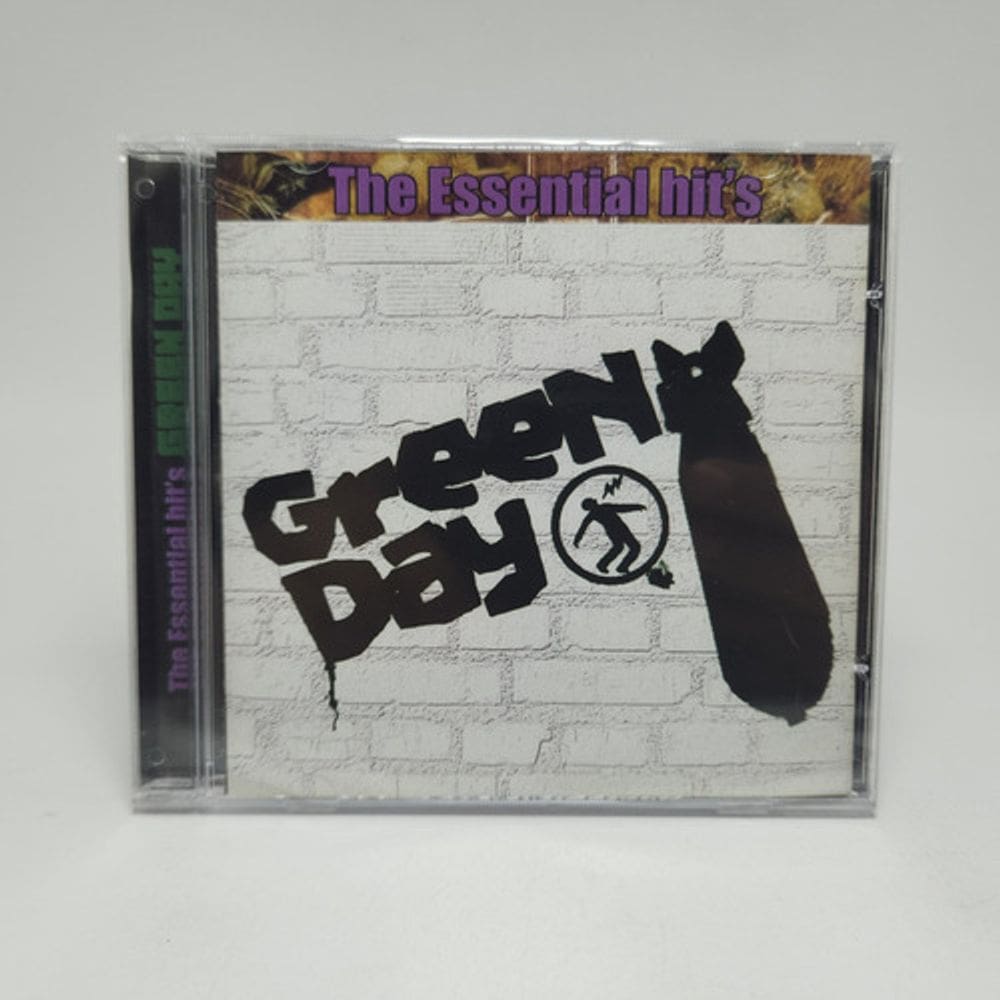 The Essential hit's
GreeN
Day
The Essential hit's GREEN DAY